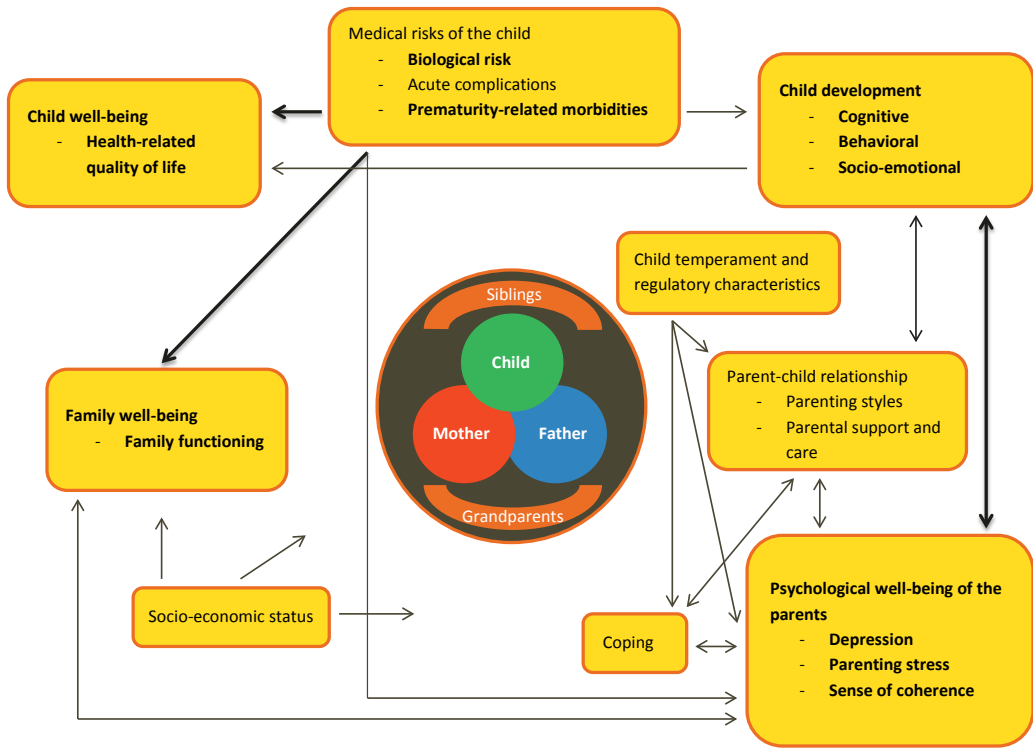 Medical risks of the child
- Biological risk
- Acute complications
- Prematurity-related morbidities
Child well-being
- Health-related
quality of life
Child development
- Cognitive
- Behavioral
- Socio-emotional
Child temperament and
regulatory characteristics
Siblings
Child
Mother
Father
Grandparents
Parent-child relationship
- Parenting styles
- Parental support and
care
Family well-being
- Family functioning
Socio-economic status
Coping
Psychological well-being of the
parents
- Depression
- Parenting stress
- Sense of coherence